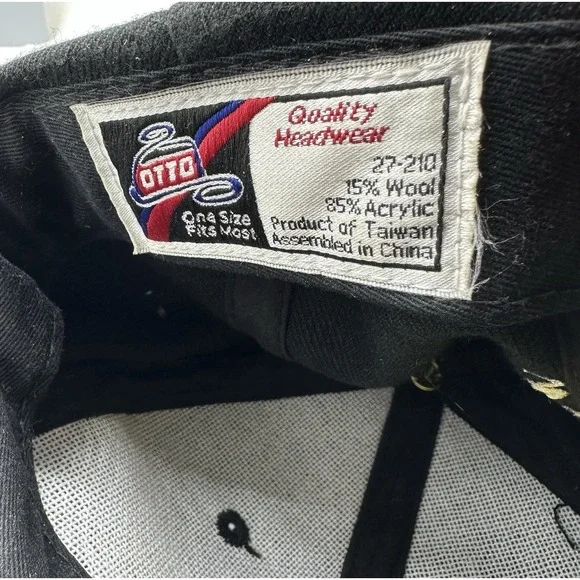 OTTO
One Size
Fits Most
Quality
Headwear
27-210
15% Wool
85% Acrylic
Product of Taiwan
Assembled in China